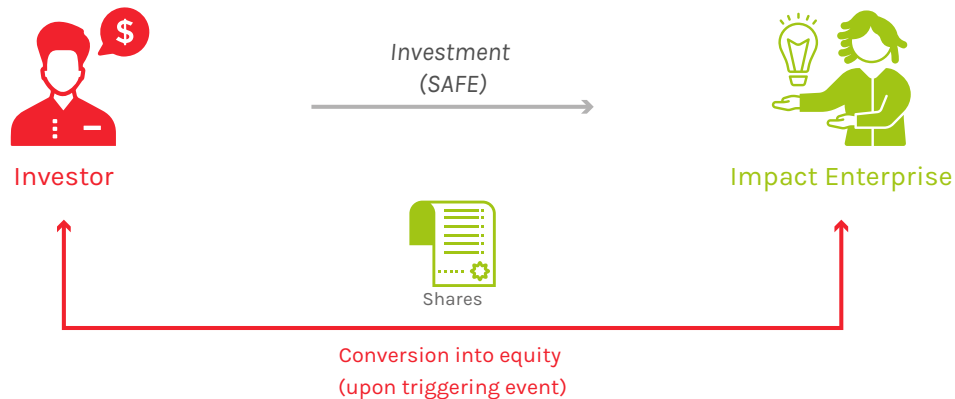 $
Investment
(SAFE)
Investor
Impact Enterprise
Shares
Conversion into equity
(upon triggering event)